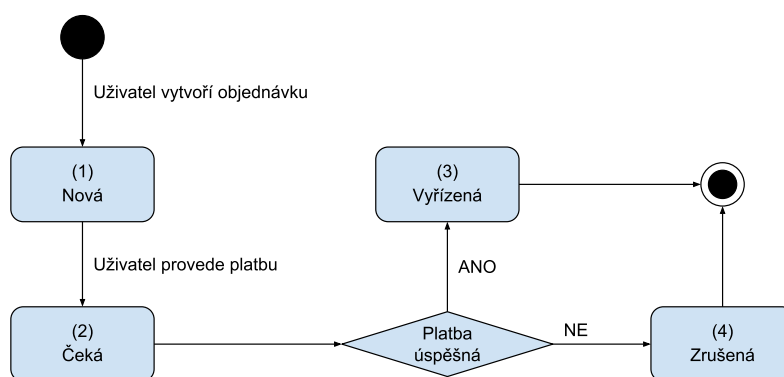 Uživatel vytvoří objednávku
(1)
Nová
(3)
Vyřízená
Uživatel provede platbu
ANO
(2)
Čeká
Platba
úspěšná
NE
(4)
Zrušená